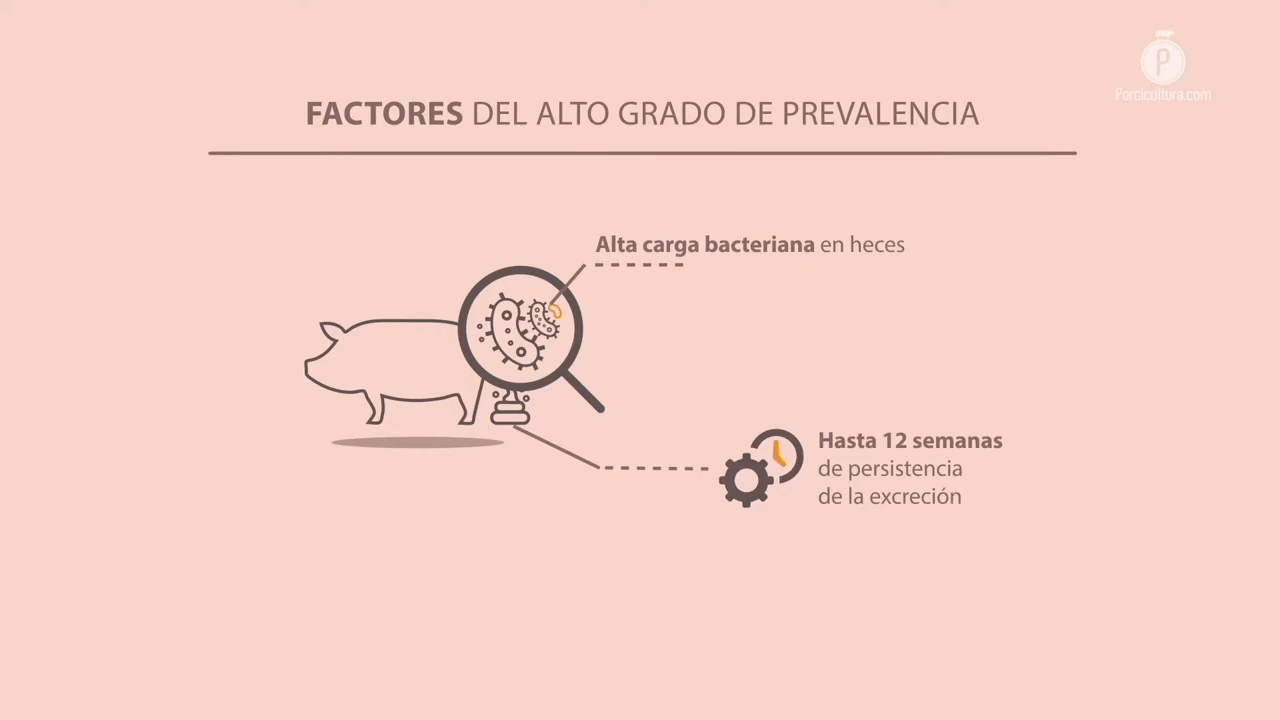 P
Porcicultura.com
FACTORES DEL ALTO GRADO DE PREVALENCIA
Alta carga bacteriana en heces
Hasta 12 semanas
de persistencia
de la excreción